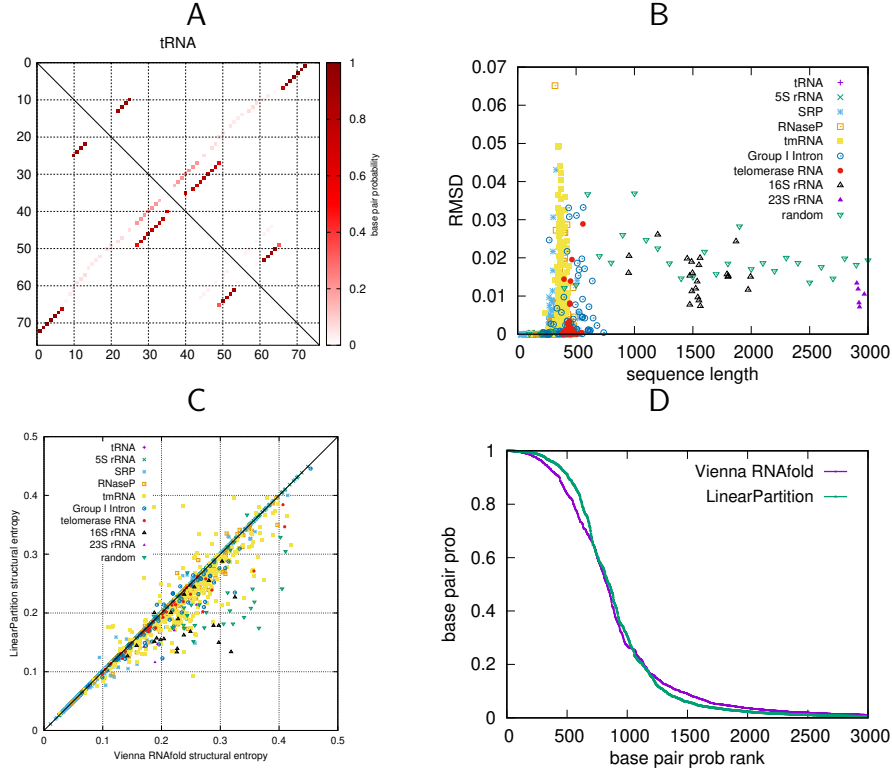 A
tRNA
0
10
20
30
40
50
60
70
0 10 20 30 40 50 60 70
1
0.8
0.6
0.4
0.2
0
base pair probability
B
0.07
0.06
0.05
0.04
0.03
0.02
0.01
0
RMSD
tRNA
5S rRNA
SRP
RNaseP
tmRNA
Group I Intron
telomerase RNA
16S rRNA
23S rRNA
random
0 500 1000 1500 2000 2500 3000
sequence length
C
0.5
0.4
0.3
0.2
0.1
0
LinearPartition structural entropy
tRNA
5S rRNA
SRP
RNaseP
tmRNA
Group I Intron
telomerase RNA
16S rRNA
23S rRNA
random
0 0.1 0.2 0.3 0.4 0.5
Vienna RNAfold structural entropy
D
1
0.8
0.6
0.4
0.2
0
base pair prob
Vienna RNAfold
LinearPartition
0 500 1000 1500 2000 2500 3000
base pair prob rank